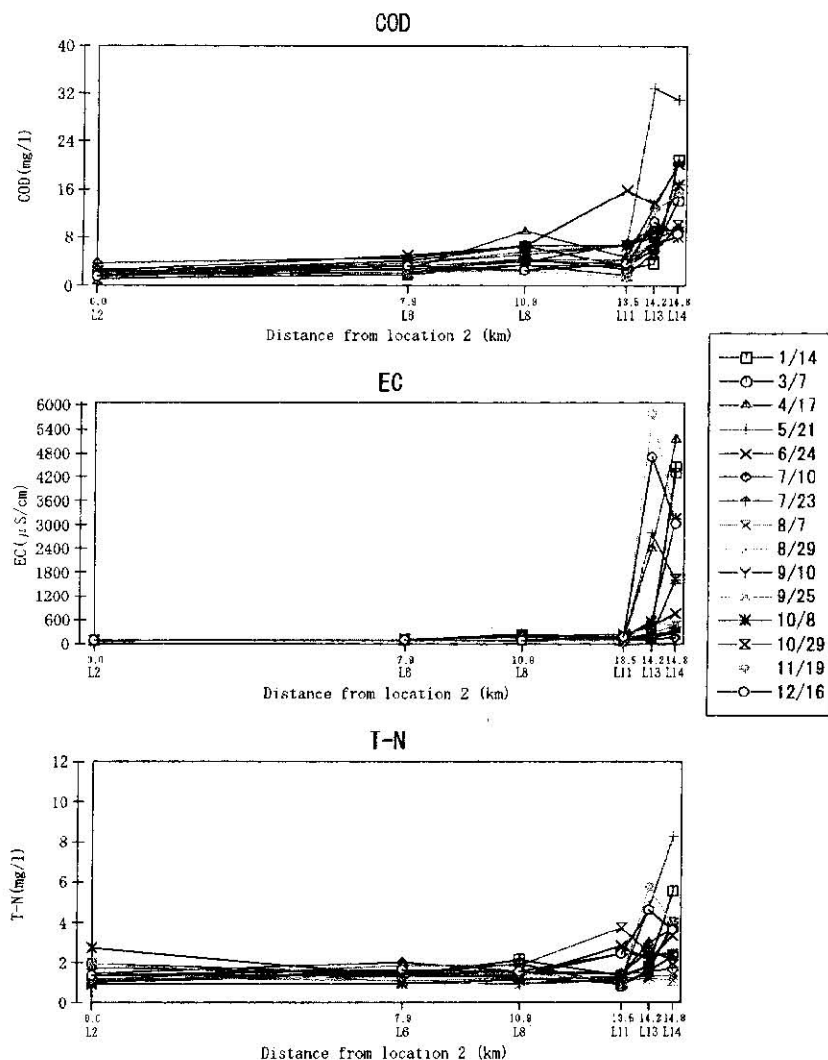 COD
40
32
24
16
8
0
COD(mg/l)
0.0 7.9 10.9 13.5 14.2 14.8
L2 L6 L8 L11 L13 L14
Distance from location 2 (km)
EC
6000
5400
4800
4200
3600
3000
2400
1800
1200
600
0
EC(μS/cm)
0.0 7.9 10.9 13.5 14.2 14.8
L2 L6 L8 L11 L13 L14
Distance from location 2 (km)
1/14
3/7
4/17
5/21
6/24
7/10
7/23
8/7
8/29
9/10
9/25
10/8
10/29
11/19
12/16
T-N
12
10
8
6
4
2
0
T-N(mg/l)
0.0 7.9 10.9 13.5 14.2 14.8
L2 L6 L8 L11 L13 L14
Distance from location 2 (km)